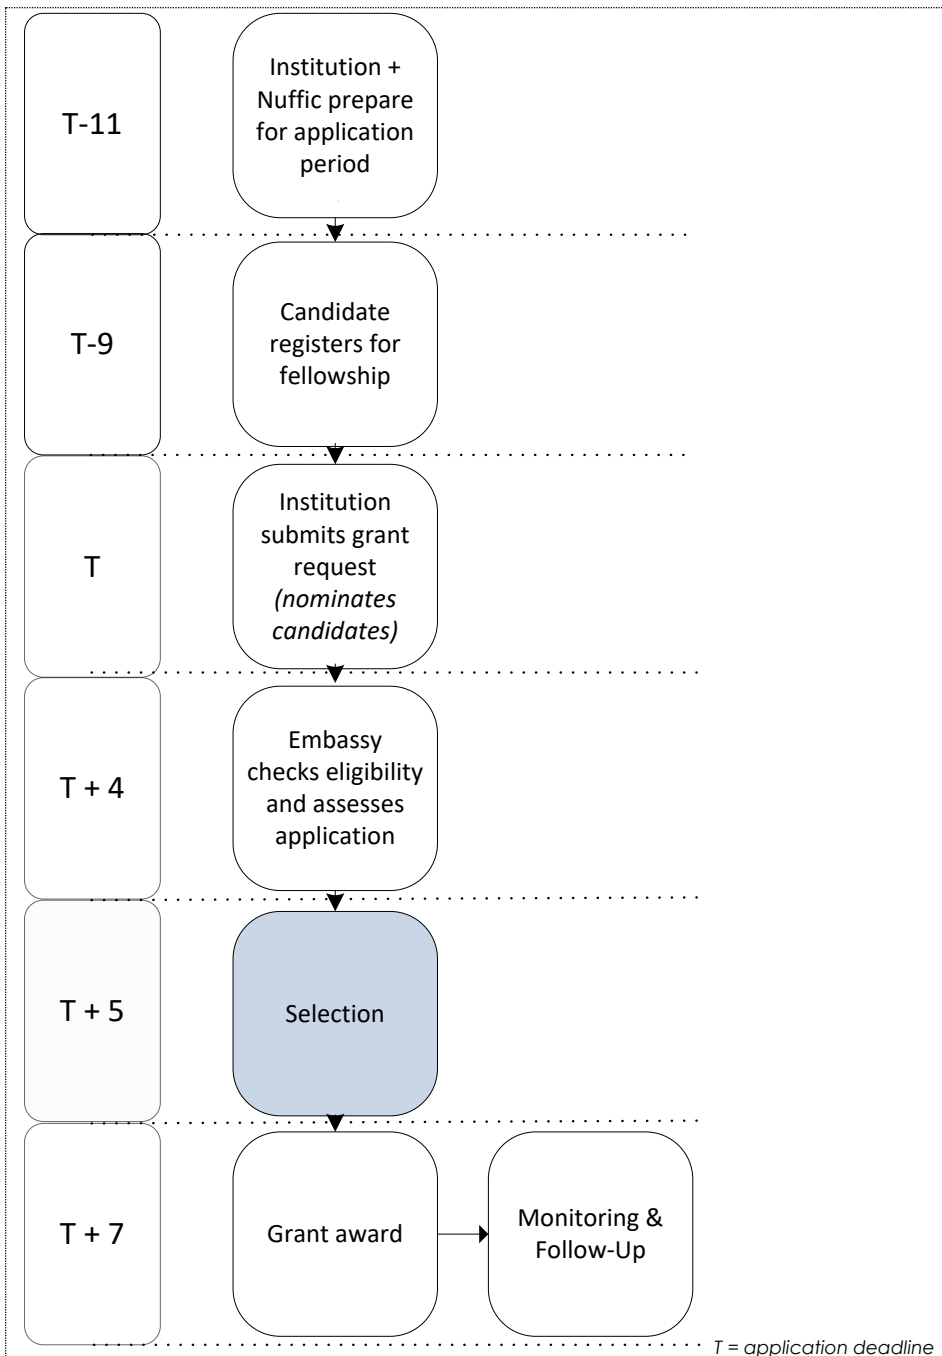 T-11
Institution +
Nuffic prepare
for application
period
T-9
Candidate
registers for
fellowship
T
Institution
submits grant
request
(nominates
candidates)
T + 4
Embassy
checks eligibility
and assesses
application
T + 5
Selection
T + 7
Grant award
Monitoring &
Follow-Up
T = application deadline